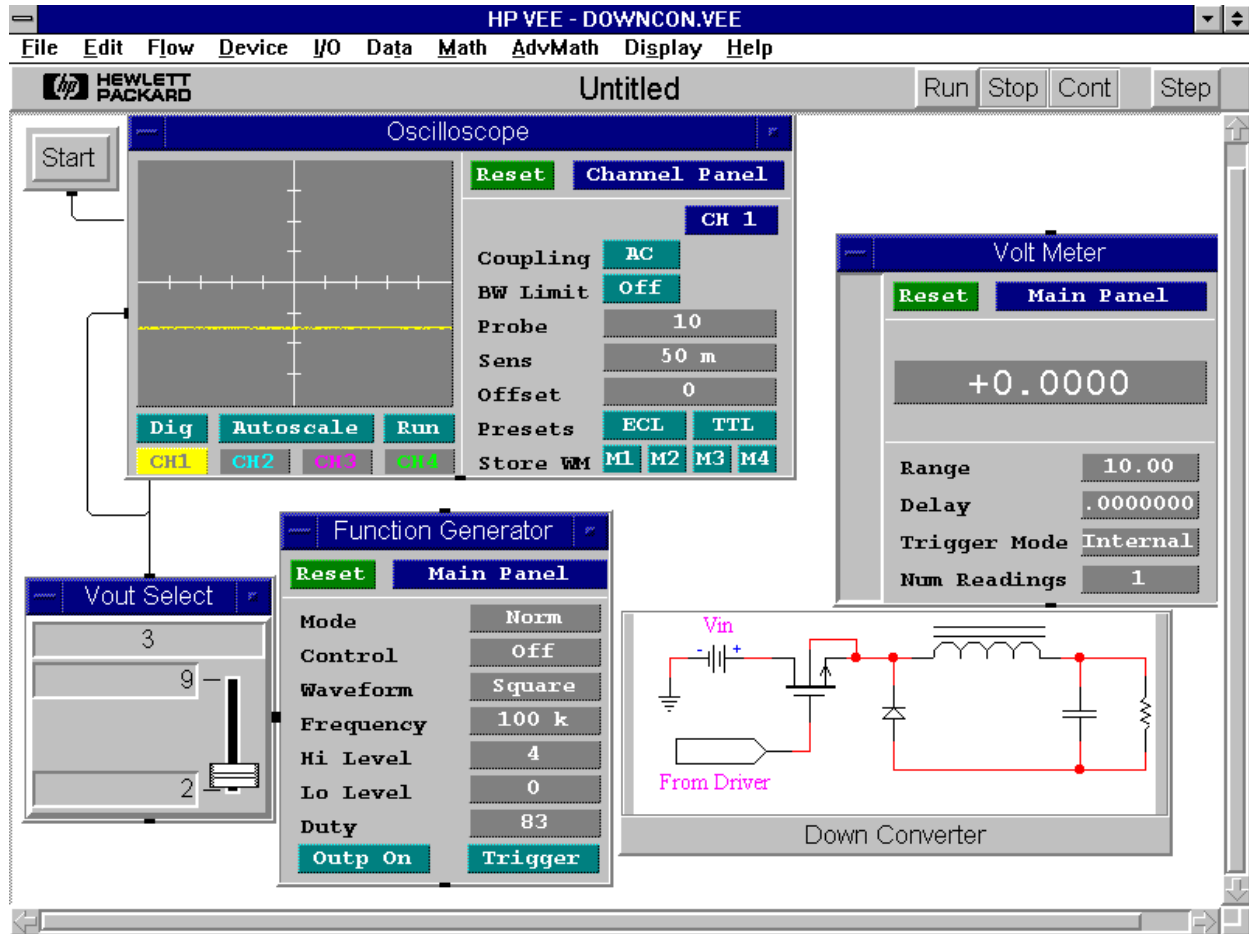 HP VEE - DOWNCON.VEE
File Edit Flow Device I/O Data Math AdvMath Display Help
hp HEWLETT PACKARD
Untitled
Run Stop Cont Step
Start
Oscilloscope
Reset Channel Panel
CH 1
Coupling AC
BW Limit Off
Probe 10
Sens 50 m
Offset 0
Presets ECL TTL
Store WM M1 M2 M3 M4
Dig Autoscale Run
CH1 CH2 CH3 CH4
Volt Meter
Reset Main Panel
+0.0000
Range 10.00
Delay .0000000
Trigger Mode Internal
Num Readings 1
Vout Select
3
9
2
Function Generator
Reset Main Panel
Mode Norm
Control Off
Waveform Square
Frequency 100 k
Hi Level 4
Lo Level 0
Duty 83
Outp On Trigger
Vin
- +
From Driver
Down Converter